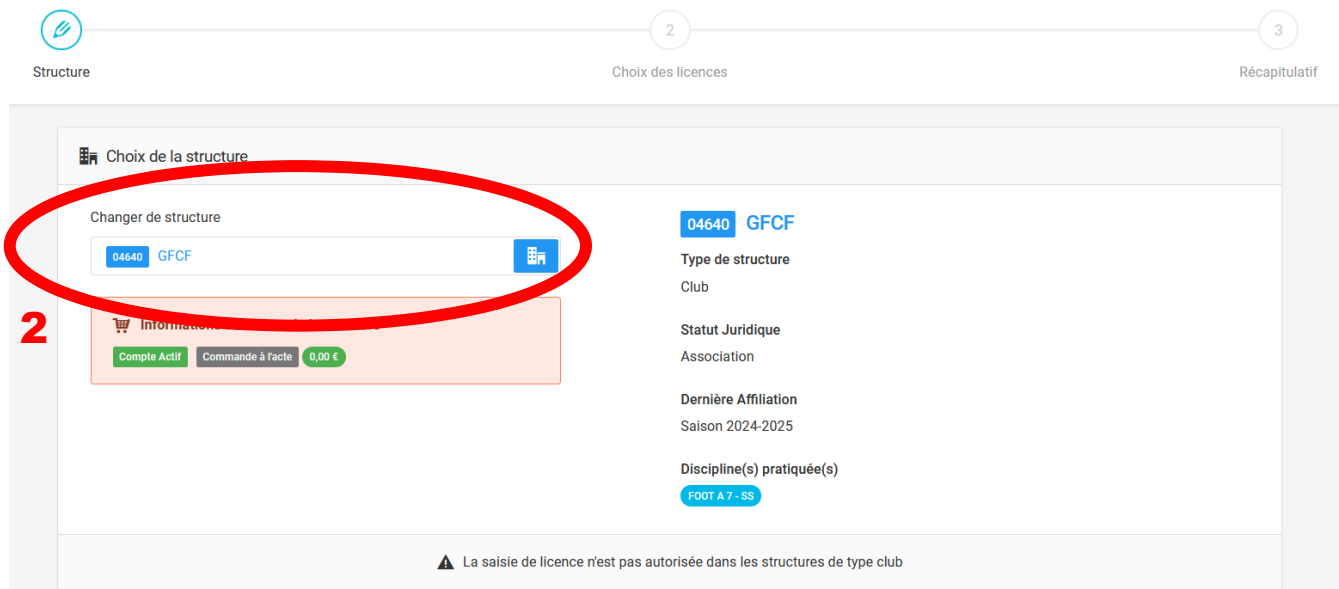 2
3
Structure
Choix des licences
Récapitulatif
Choix de la structure
Changer de structure
04640 GFCF
2
Compte Actif Commande à l'acte 0,00 €
04640 GFCF
Type de structure
Club
Statut Juridique
Association
Dernière Affiliation
Saison 2024-2025
Discipline(s) pratiquée(s)
FOOT A 7 - SS
La saisie de licence n'est pas autorisée dans les structures de type club